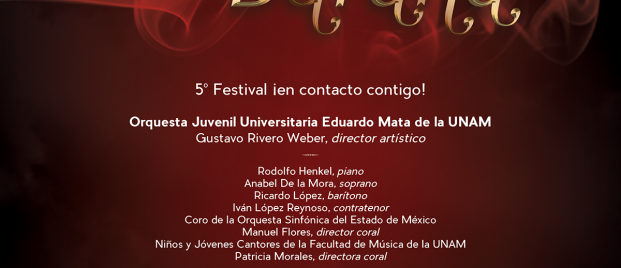 Burana
5° Festival ¡en contacto contigo!
Orquesta Juvenil Universitaria Eduardo Mata de la UNAM
Gustavo Rivero Weber, director artístico
Rodolfo Henkel, piano
Anabel De la Mora, soprano
Ricardo López, barítono
Iván López Reynoso, contratenor
Coro de la Orquesta Sinfónica del Estado de México
Manuel Flores, director coral
Niños y Jóvenes Cantores de la Facultad de Música de la UNAM
Patricia Morales, directora coral